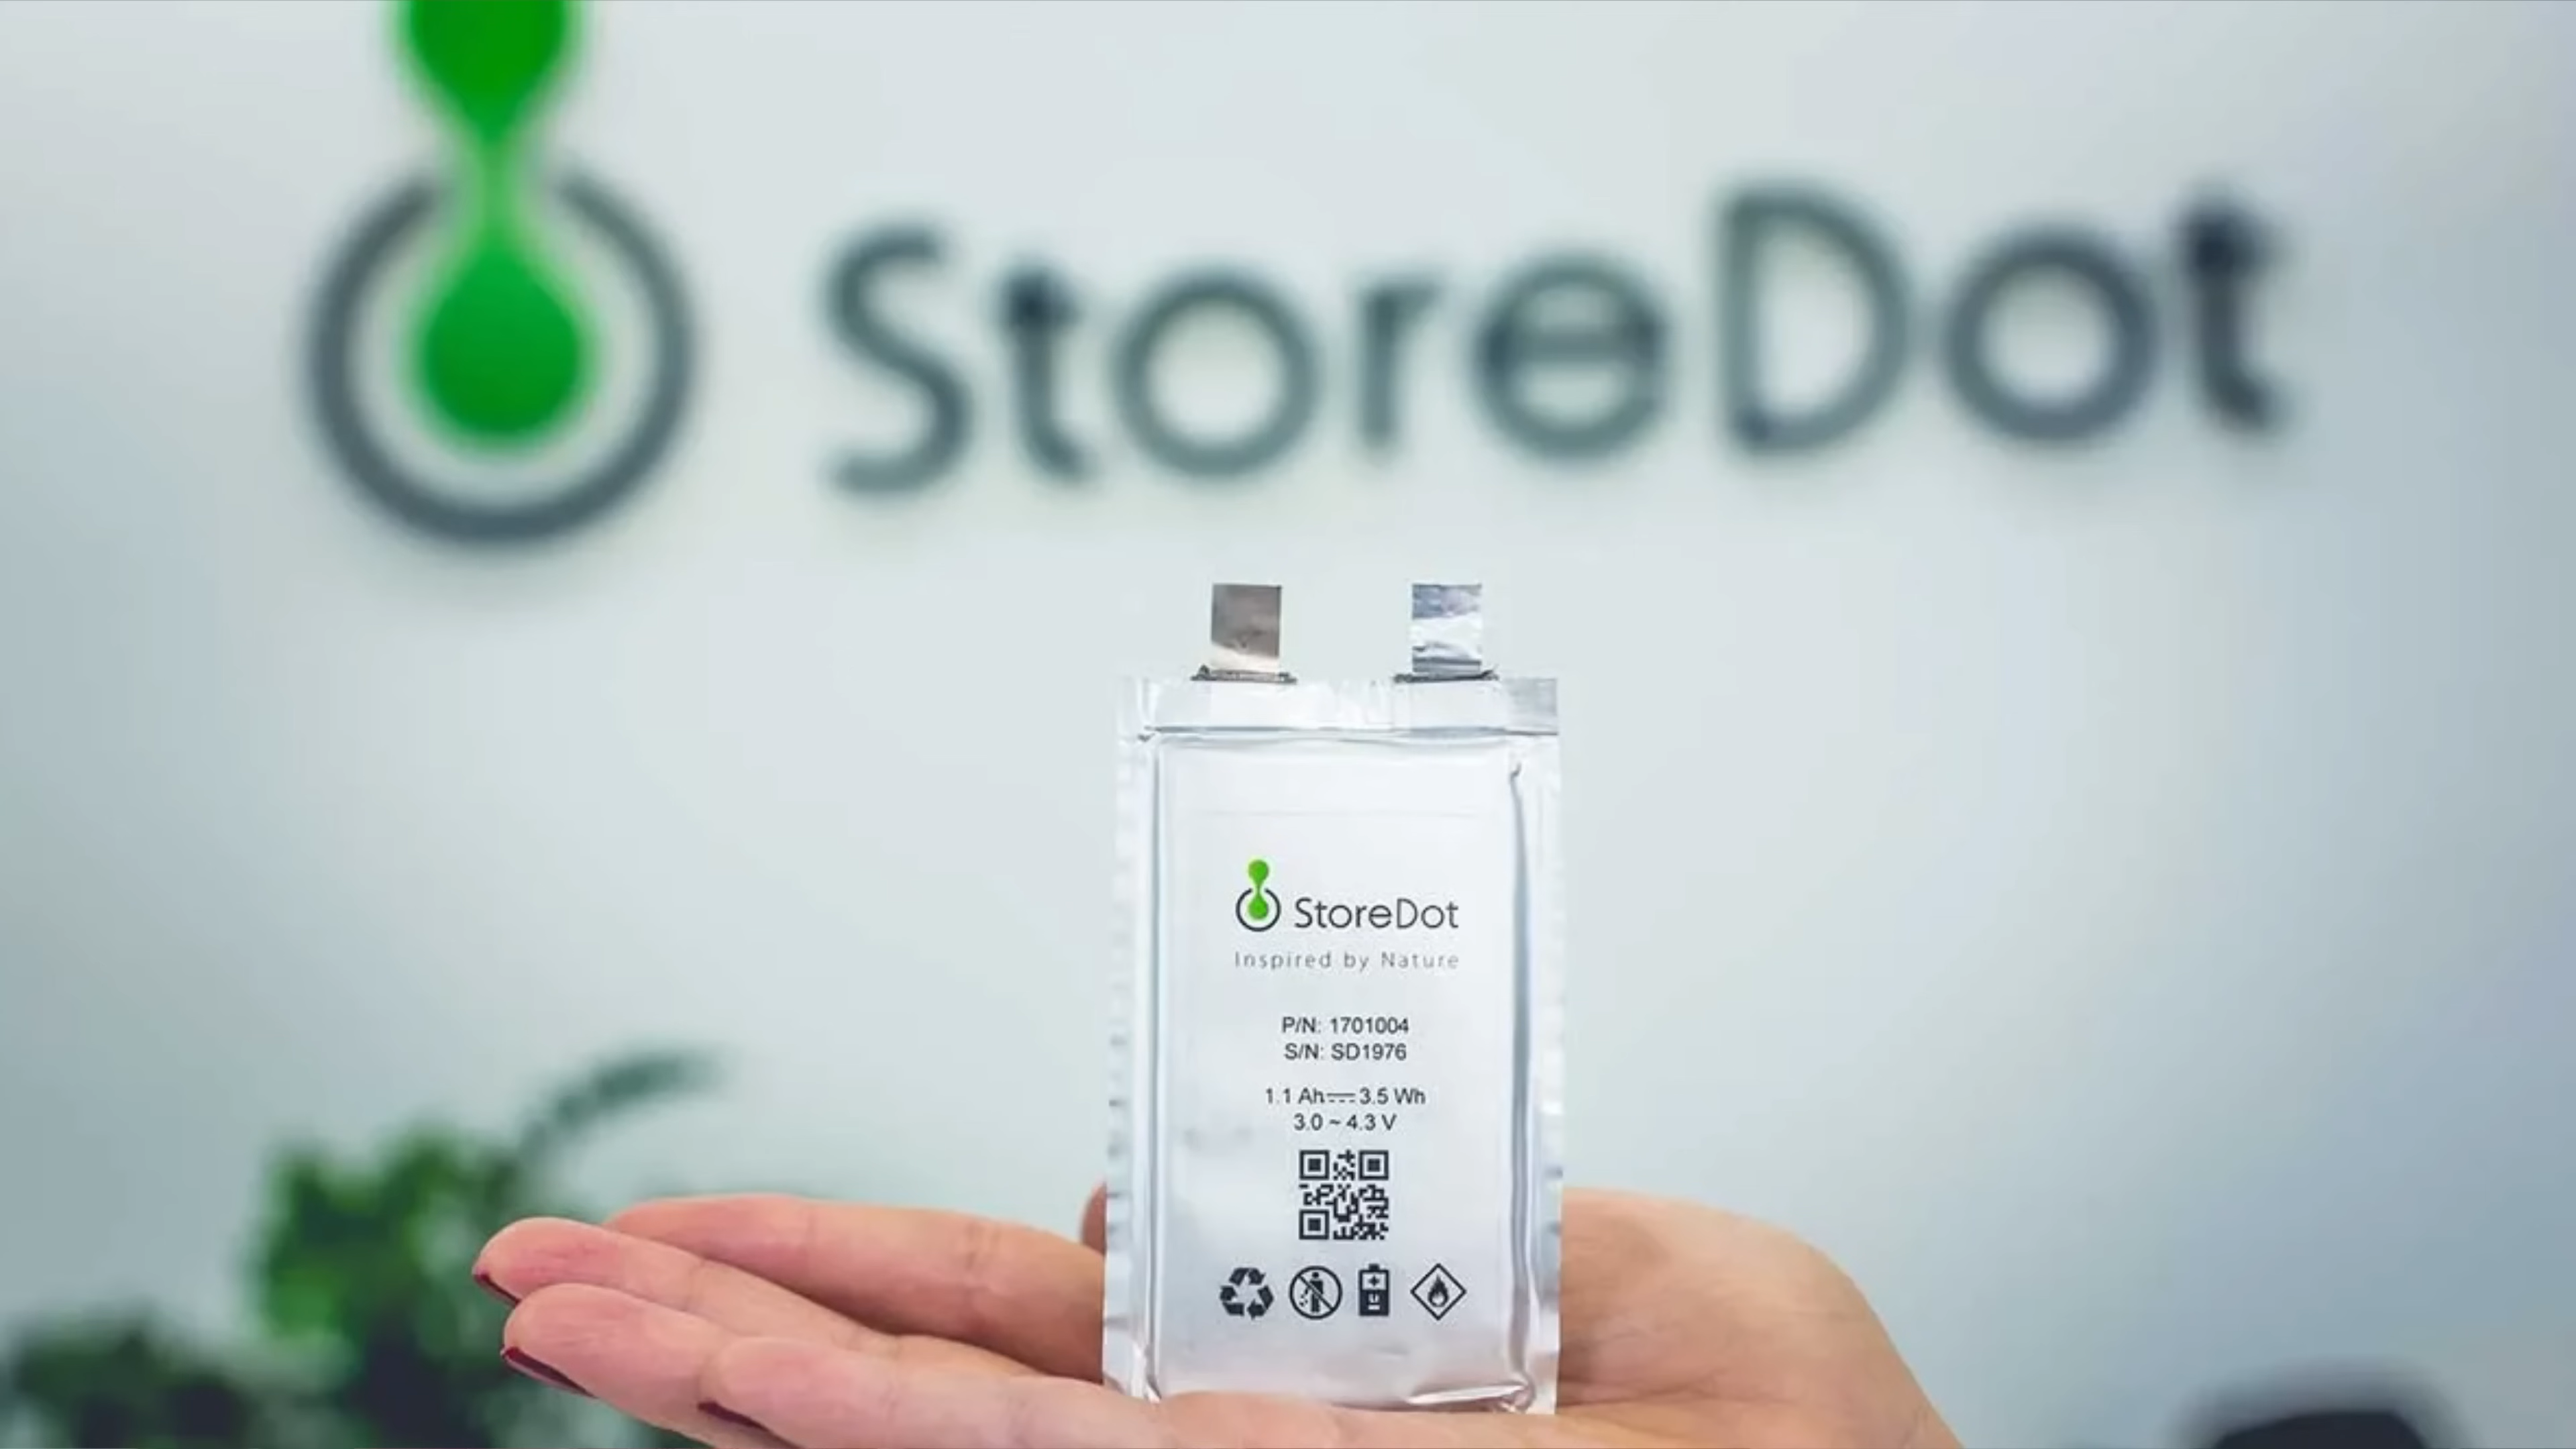 StoreDot
StoreDot
Inspired by Nature
P/N: 1701004
S/N: SD1976
1.1 Ah⎓3.5 Wh
3.0 ~ 4.3 V